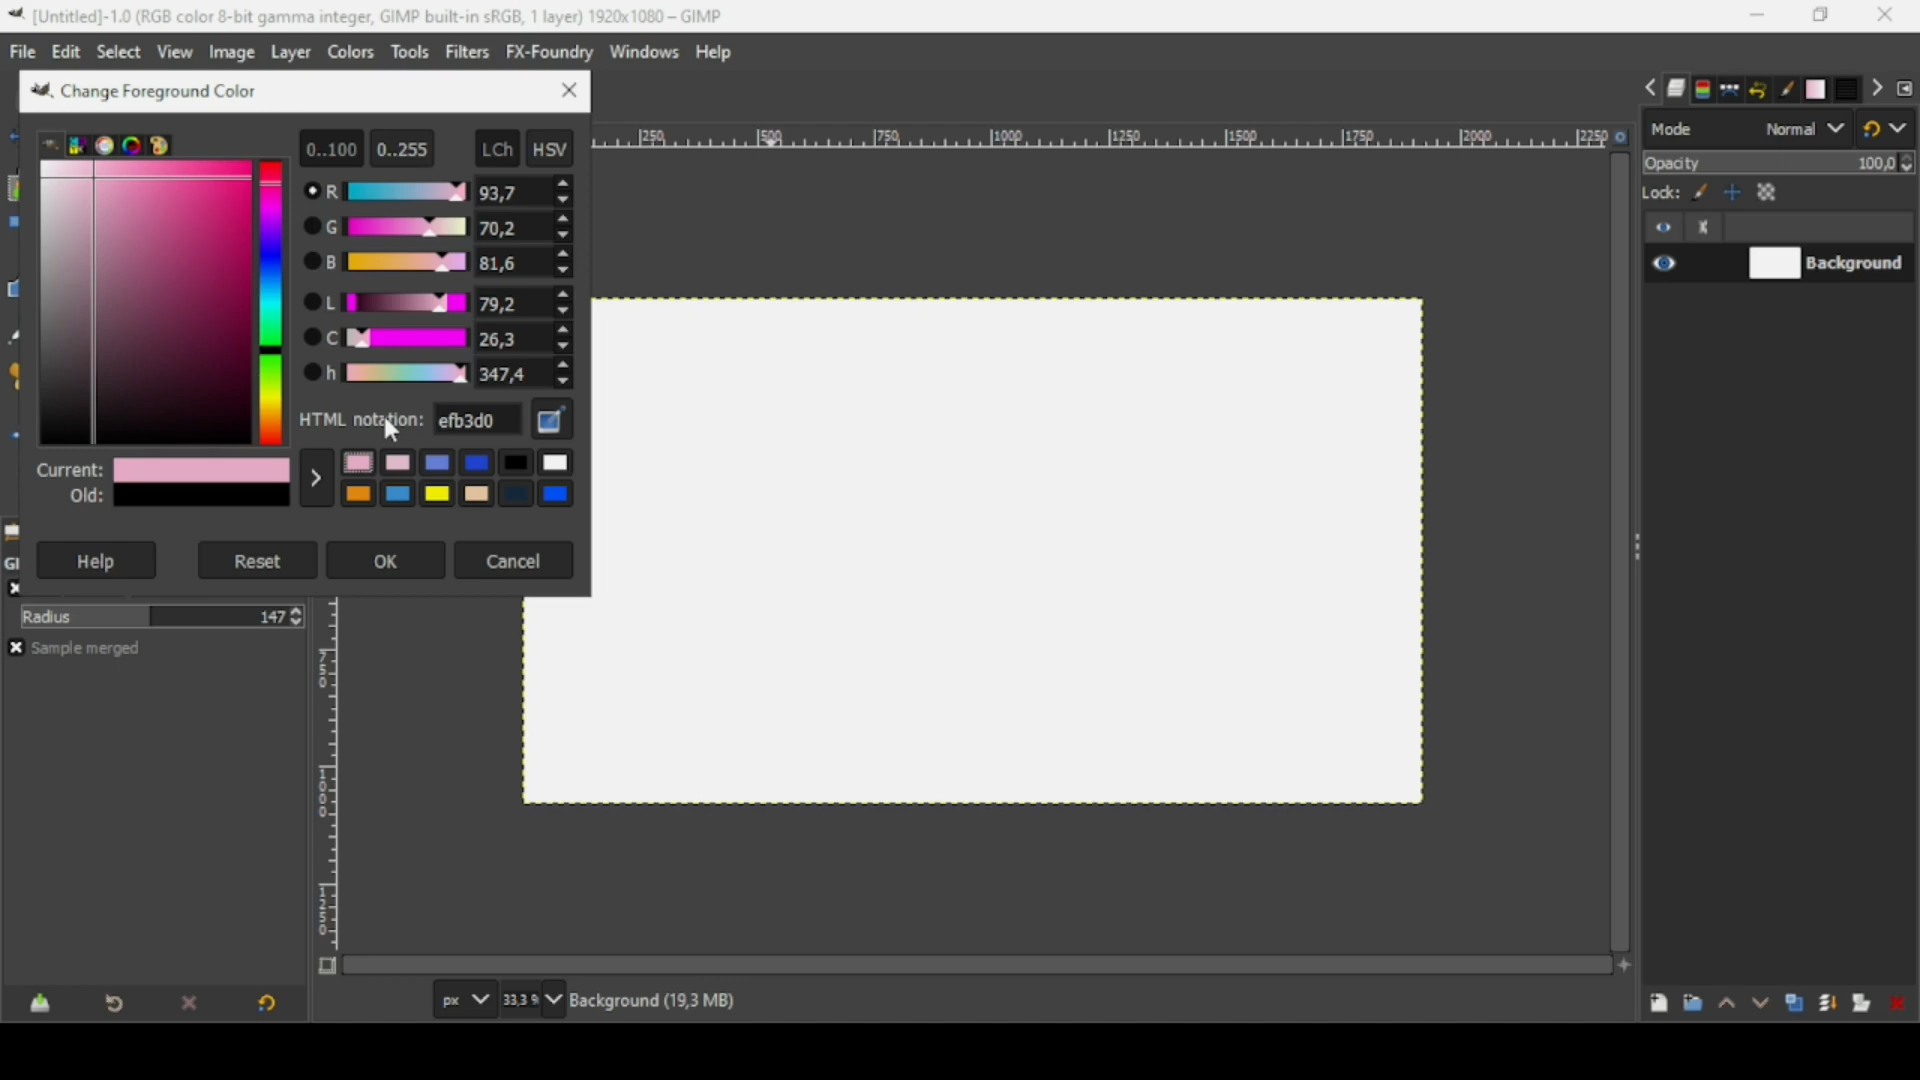 [Untitled]-1.0 (RGB color 8-bit gamma integer, GIMP built-in sRGB, 1 layer) 1920x1080 – GIMP
File Edit Select View Image Layer Colors Tools Filters FX-Foundry Windows Help
Change Foreground Color
0..100 0..255 LCh HSV
R 93,7
G 70,2
B 81,6
L 79,2
C 26,3
h 347,4
HTML notation: efb3d0
Current:
Old:
Help Reset OK Cancel
GI
Radius 147
Sample merged
250 500 750 1000 1250 1500 1750 2000 2250
750
1000
1250
px 33,3 % Background (19,3 MB)
Mode Normal
Opacity 100,0
Lock:
Background